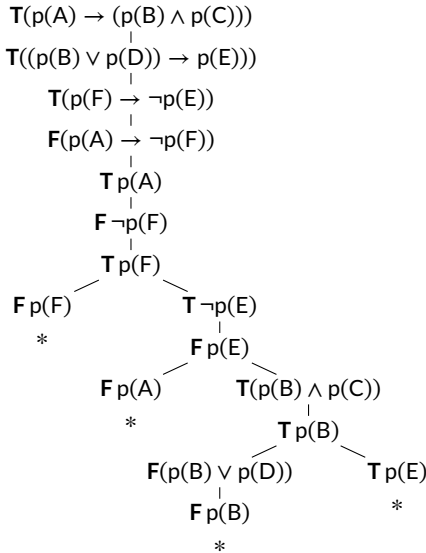 T(p(A) → (p(B) ∧ p(C)))
T((p(B) ∨ p(D)) → p(E)))
T(p(F) → ¬p(E))
F(p(A) → ¬p(F))
T p(A)
F ¬p(F)
T p(F)
F p(F) T ¬p(E)
*
F p(E)
F p(A) T(p(B) ∧ p(C))
*
T p(B)
F(p(B) ∨ p(D)) T p(E)
F p(B) *
*